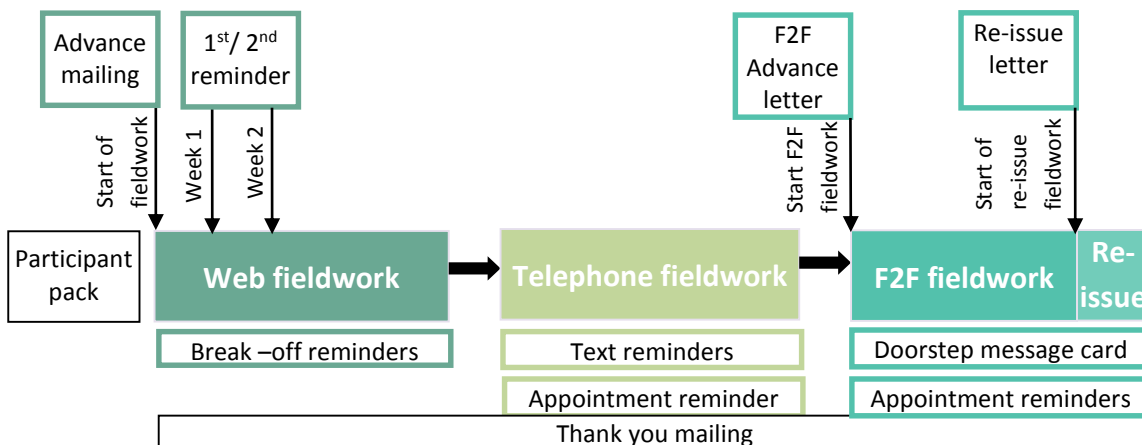 Advance
mailing
1st/ 2nd
reminder
F2F
Advance
letter
Re-issue
letter
Start of
fieldwork
Week 1
Week 2
Start F2F
fieldwork
Start of
re-issue
fieldwork
Participant
pack
Web fieldwork
Telephone fieldwork
F2F fieldwork
Re-
issue
Break –off reminders
Text reminders
Doorstep message card
Appointment reminder
Appointment reminders
Thank you mailing